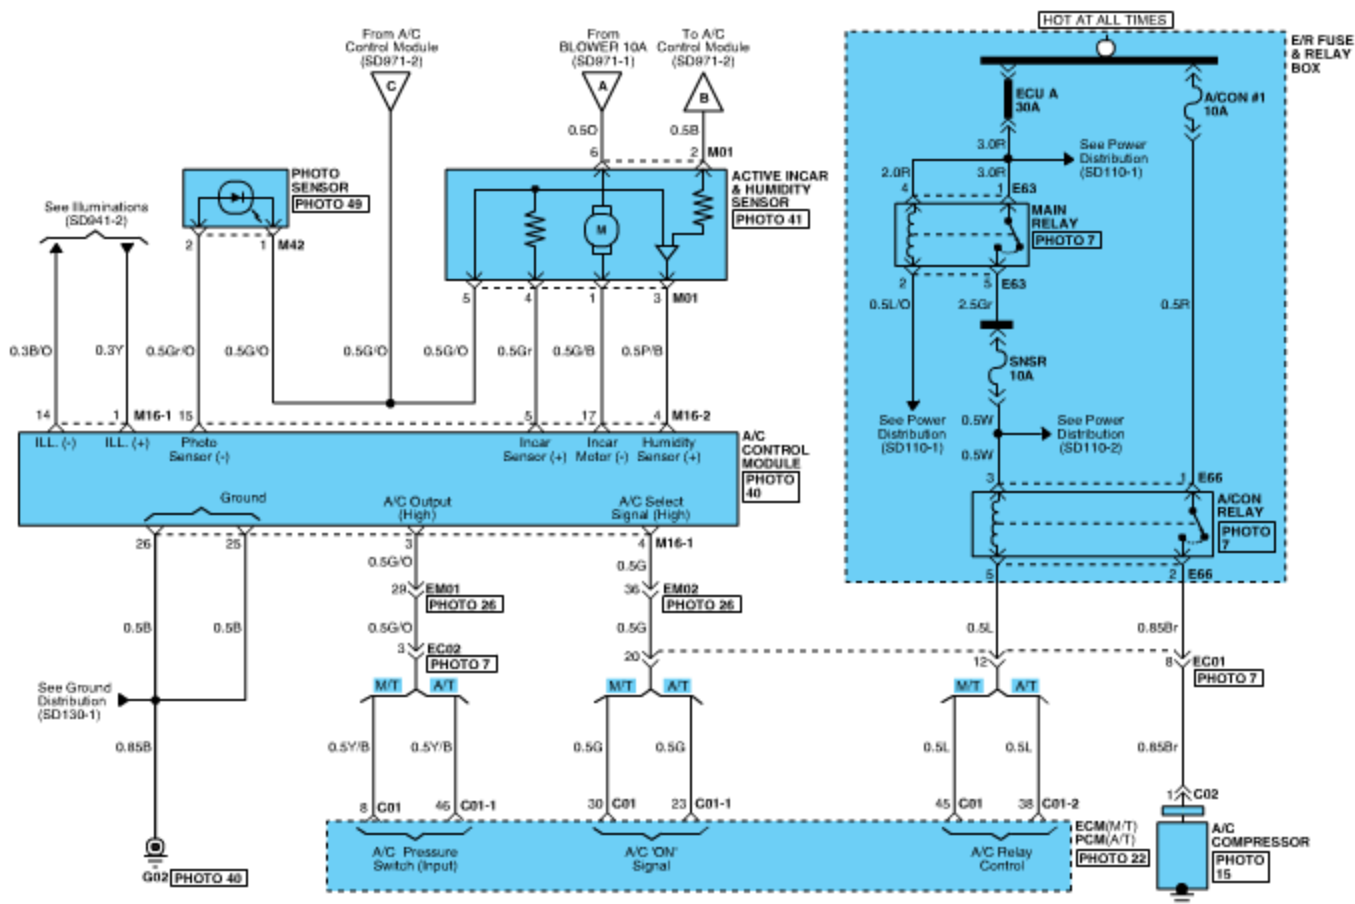 HOT AT ALL TIMES
From A/C
Control Module
(SD971-2)
From
BLOWER 10A
(SD971-1)
To A/C
Control Module
(SD971-2)
C
A
B
E/R FUSE
& RELAY
BOX
ECU A
30A
A/CON #1
10A
0.5O
0.5B
6
2
M01
3.0R
See Power
Distribution
(SD110-1)
2.0R
3.0R
4
1
E63
PHOTO
SENSOR
PHOTO 49
ACTIVE INCAR
& HUMIDITY
SENSOR
PHOTO 41
M
See Illuminations
(SD941-2)
MAIN
RELAY
PHOTO 7
2
1
M42
5
4
1
3
M01
2
5
E63
0.5L/O
2.5Gr
0.5R
0.3B/O
0.3Y
0.5Gr/O
0.5G/O
0.5G/O
0.5G/O
0.5Gr
0.5G/B
0.5P/B
SNSR
10A
14
1
M16-1
15
5
17
4
M16-2
See Power
Distribution
(SD110-1)
0.5W
See Power
Distribution
(SD110-2)
0.5W
ILL. (-)
ILL. (+)
Photo
Sensor (-)
Incar
Sensor (+)
Incar
Motor (-)
Humidity
Sensor (+)
A/C
CONTROL
MODULE
PHOTO
40
Ground
A/C Output
(High)
A/C Select
Signal (High)
3
1
E66
A/CON
RELAY
PHOTO
7
26
25
3
4
M16-1
0.5G/O
0.5G
5
2
E66
29
EM01
PHOTO 26
36
EM02
PHOTO 26
0.5B
0.5B
0.5G/O
0.5G
0.5L
0.85Br
3
EC02
PHOTO 7
20
12
8
EC01
PHOTO 7
M/T
A/T
M/T
A/T
M/T
A/T
See Ground
Distribution
(SD130-1)
0.85B
0.5Y/B
0.5Y/B
0.5G
0.5G
0.5L
0.5L
0.85Br
8
C01
46
C01-1
30
C01
23
C01-1
45
C01
38
C01-2
1
C02
A/C Pressure
Switch (Input)
A/C 'ON'
Signal
A/C Relay
Control
ECM(M/T)
PCM(A/T)
PHOTO 22
A/C
COMPRESSOR
PHOTO
15
G02
PHOTO 40